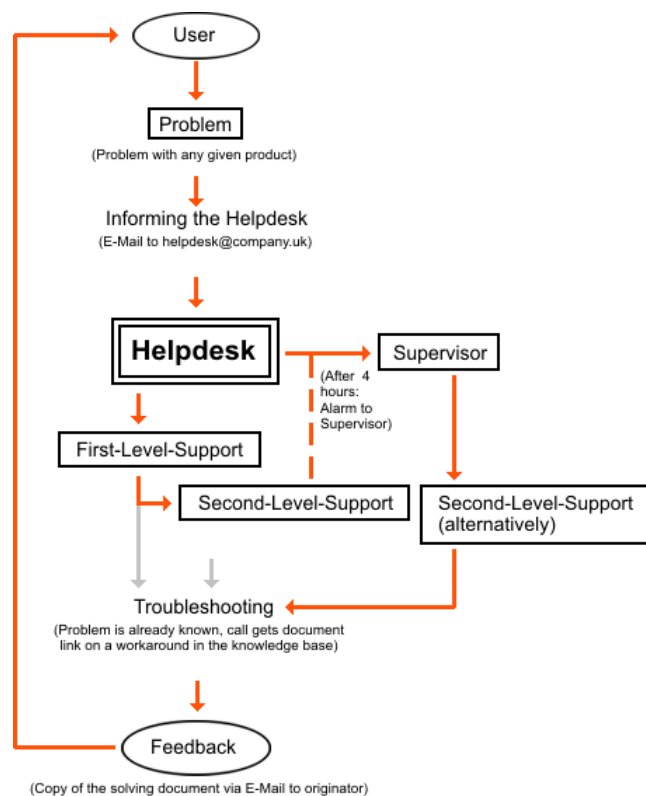 User
Problem
(Problem with any given product)
Informing the Helpdesk
(E-Mail to helpdesk@company.uk)
Helpdesk
Supervisor
(After 4
hours:
Alarm to
Supervisor)
First-Level-Support
Second-Level-Support
Second-Level-Support
(alternatively)
Troubleshooting
(Problem is already known, call gets document
link on a workaround in the knowledge base)
Feedback
(Copy of the solving document via E-Mail to originator)